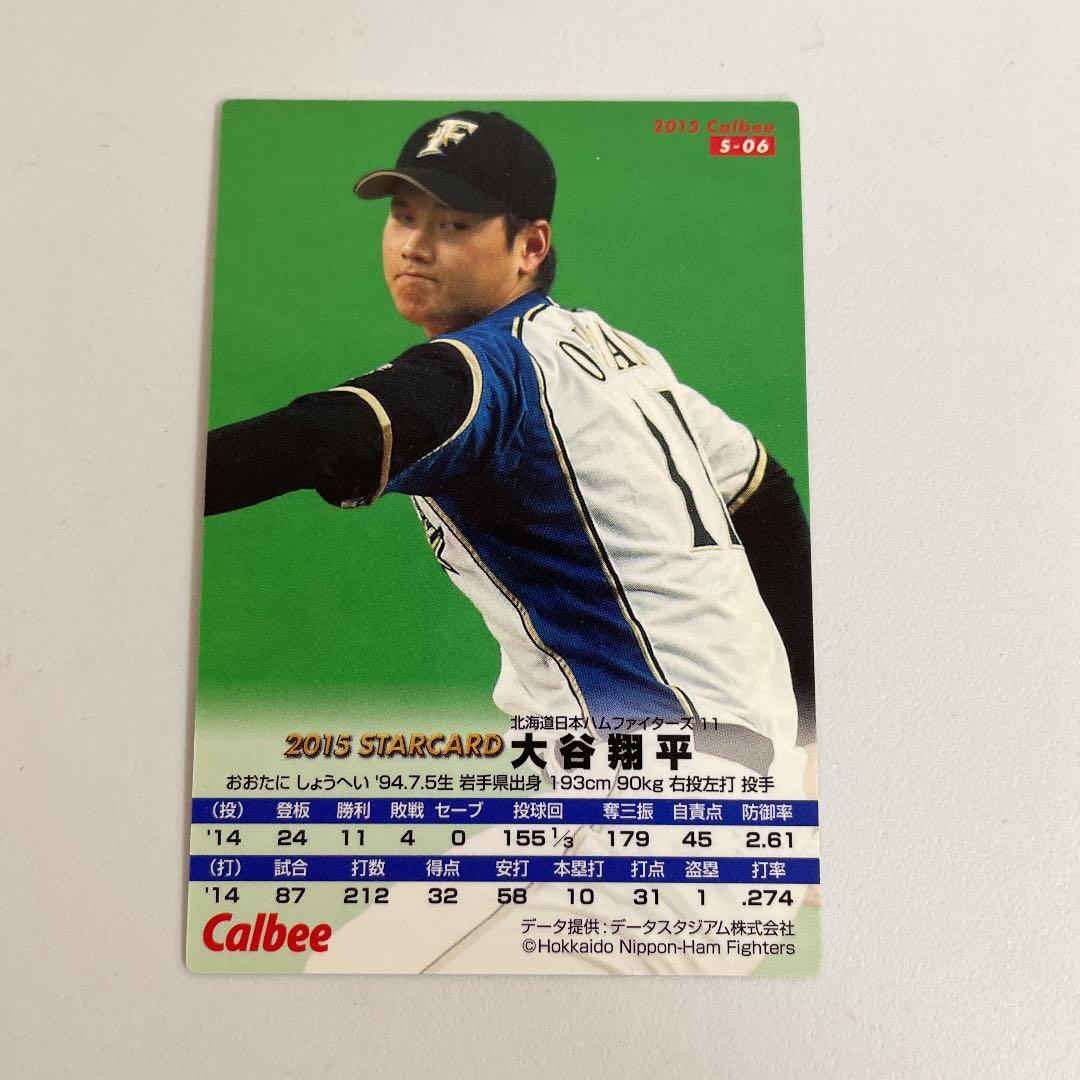 2015 Calbee
S-06
F
11
北海道日本ハムファイターズ 11
2015 STARCARD 大谷翔平
おおたに しょうへい '94.7.5生 岩手県出身 193cm 90kg 右投左打 投手
(投) 登板 勝利 敗戦 セーブ 投球回 奪三振 自責点 防御率
'14 24 11 4 0 155 1/3 179 45 2.61
(打) 試合 打数 得点 安打 本塁打 打点 盗塁 打率
'14 87 212 32 58 10 31 1 .274
Calbee
データ提供:データスタジアム株式会社
©Hokkaido Nippon-Ham Fighters